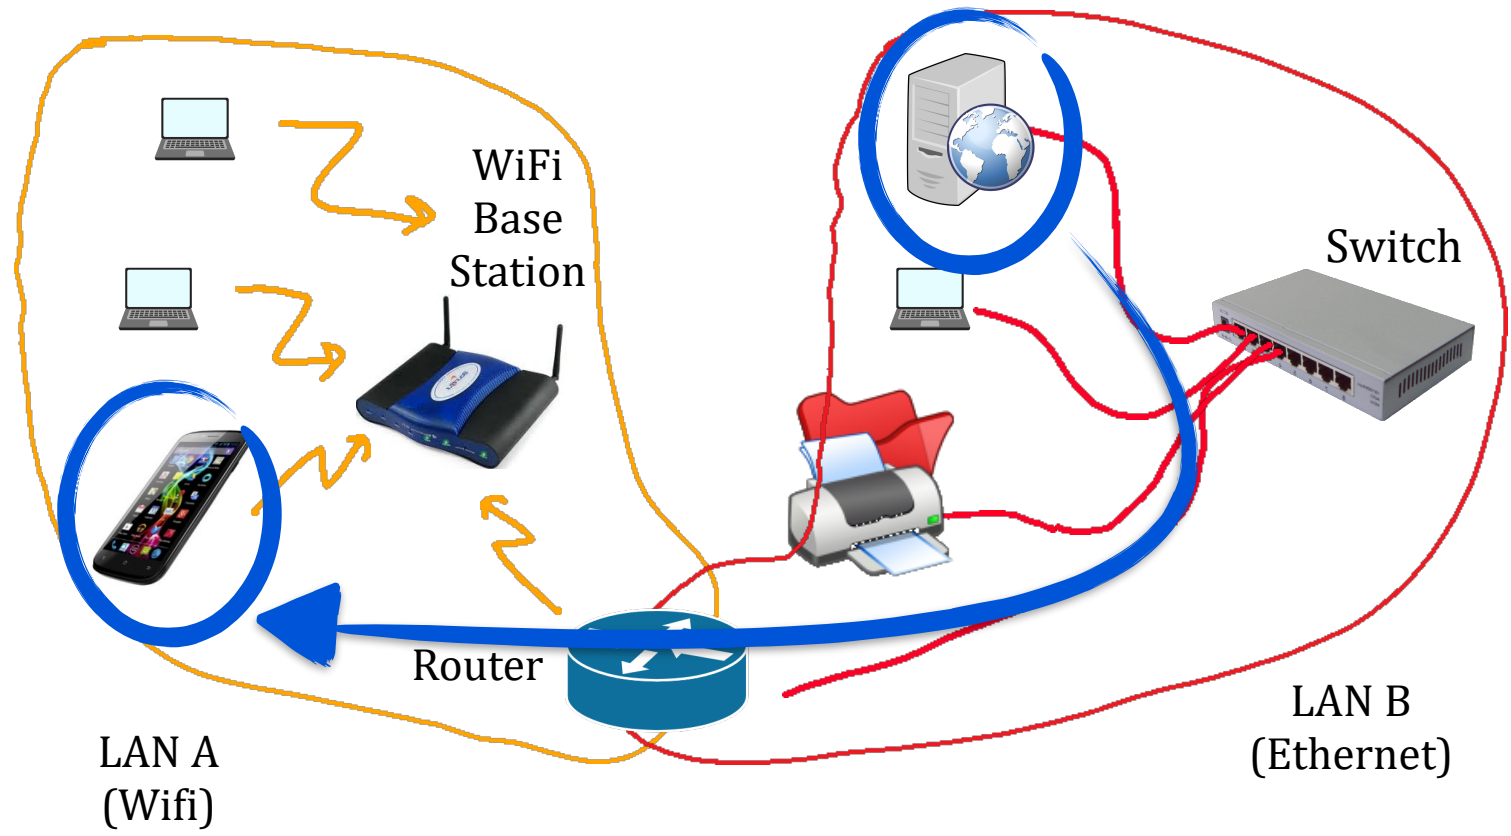 WiFi
Base
Station
Switch
Router
LAN A
(Wifi)
LAN B
(Ethernet)